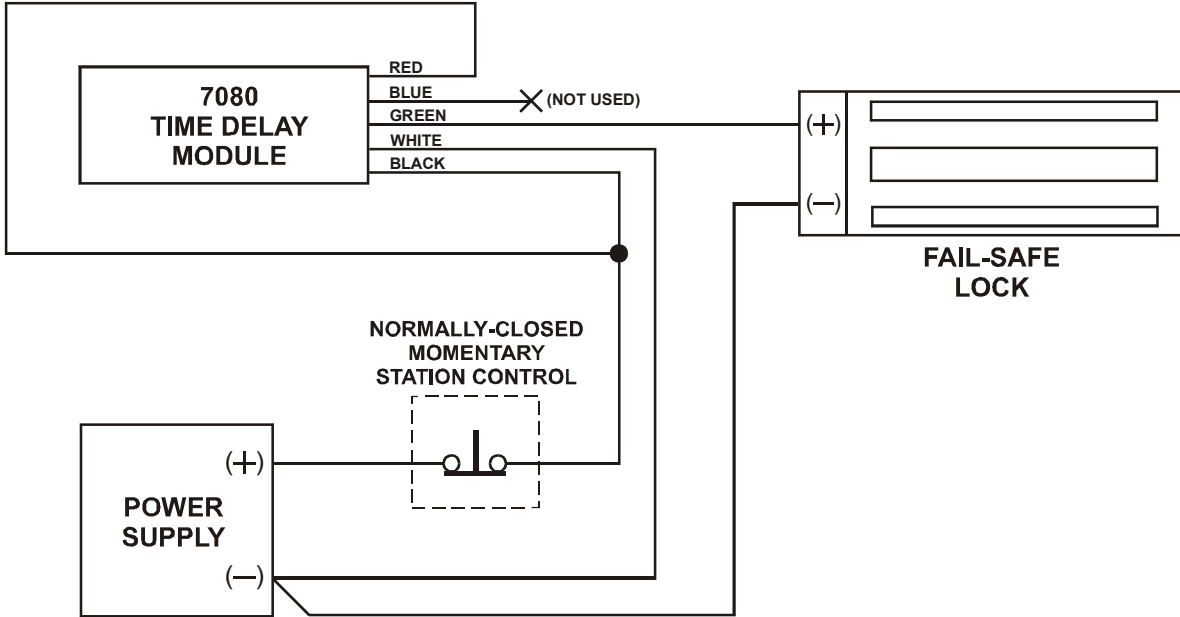 RED
7080
TIME DELAY
MODULE
BLUE
(NOT USED)
GREEN
WHITE
BLACK
(+)
(—)
FAIL-SAFE
LOCK
NORMALLY-CLOSED
MOMENTARY
STATION CONTROL
(+)
POWER
SUPPLY
(—)